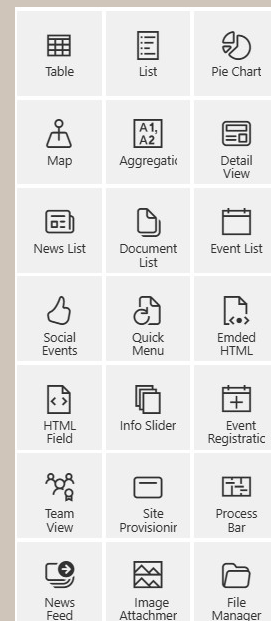 Table
List
Pie Chart
Map
A1,
A2
Aggregatic
Detail
View
News List
Document
List
Event List
Social
Events
Quick
Menu
Emded
HTML
HTML
Field
Info Slider
Event
Registratic
Team
View
Site
Provisionir
Process
Bar
News
Feed
Image
Attachmer
File
Manager